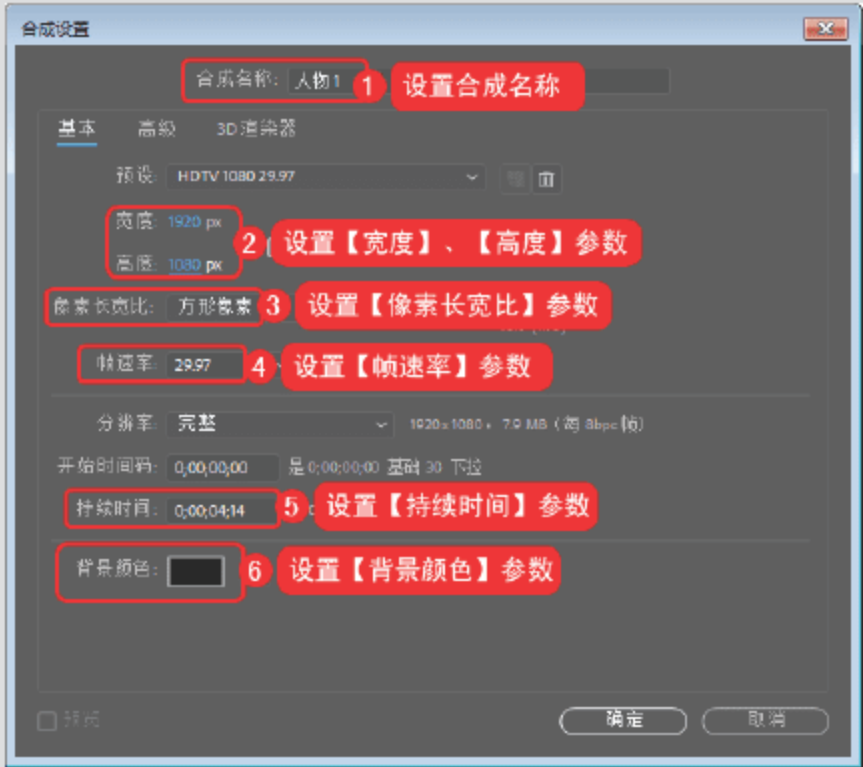 合成设置
合成名称: 人物1 1 设置合成名称
基本 高级 3D渲染器
预设: HDTV 1080 29.97
宽度: 1920 px
2 设置【宽度】、【高度】参数
高度: 1080 px
像素长宽比: 方形像素 3 设置【像素长宽比】参数
帧速率: 29.97 4 设置【帧速率】参数
分辨率: 完整 1920 x 1080, 7.9 MB (每 8bpc 帧)
开始时间码: 0;00;00;00 是 0;00;00;00 基础 30 下拉
持续时间: 0;00;04;14 5 设置【持续时间】参数
背景颜色: 6 设置【背景颜色】参数
预览 确定 取消